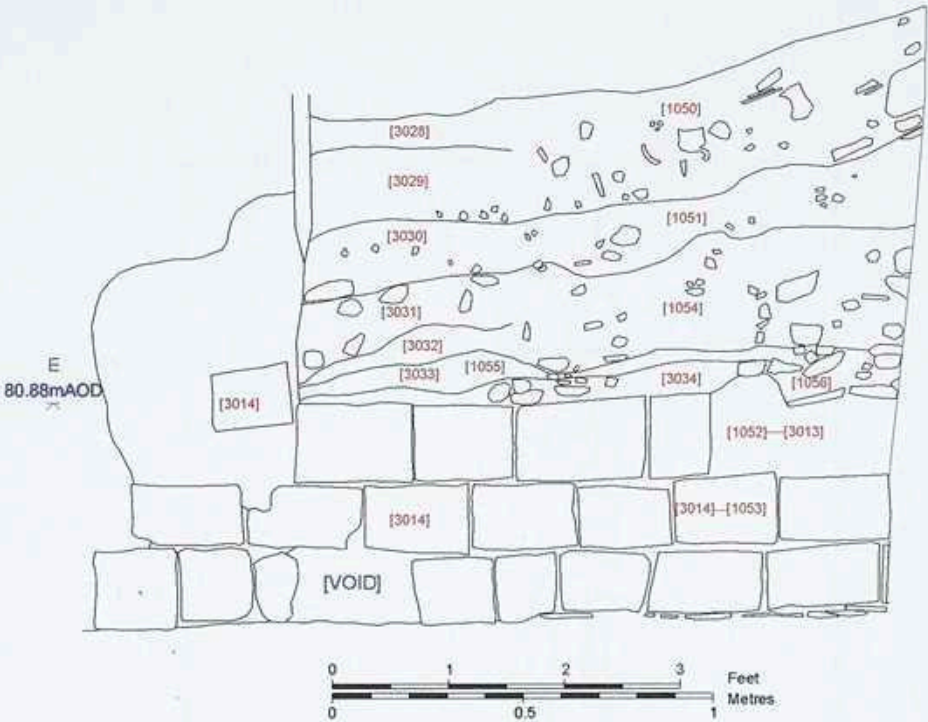 [1050]
[3028]
[3029]
[1051]
[3030]
[3031]
[1054]
[3032]
[1055]
[3033]
[3034]
[1056]
E
80.88mAOD
[3014]
[1052]—[3013]
[3014]
[3014]—[1053]
[VOID]
0 1 2 3
Feet
Metres
0 0.5 1